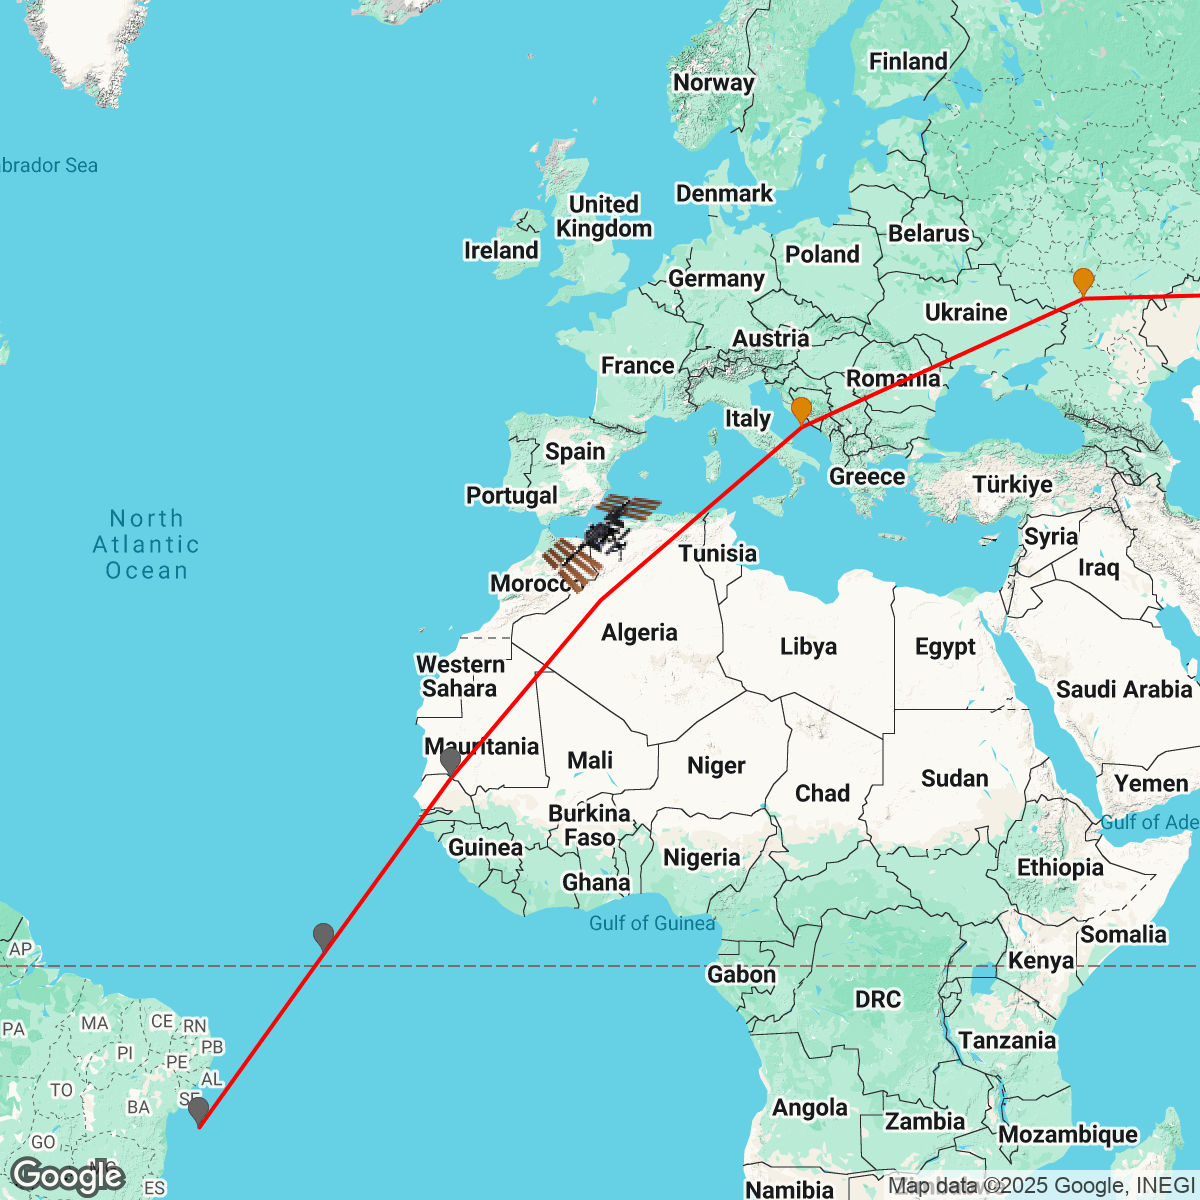 Finland
Norway
brador Sea
Denmark
United
Kingdom
Belarus
Ireland
Poland
Germany
Ukraine
Austria
France
Romania
Italy
Spain
Greece
Türkiye
Portugal
North
Atlantic
Ocean
Syria
Tunisia
Iraq
Morocc
Algeria
Libya
Egypt
Western
Sahara
Saudi Arabia
Mauritania
Mali
Niger
Sudan
Yemen
Chad
Burkina
Faso
Gulf of Ade
Guinea
Nigeria
Ethiopia
Ghana
Gulf of Guinea
Somalia
AP
Kenya
Gabon
DRC
PA
MA
CE
RN
PI
PB
PE
Tanzania
AL
TO
SE
BA
Angola
Zambia
Mozambique
GO
Google
ES
Namibia
Map data ©2025 Google, INEGI